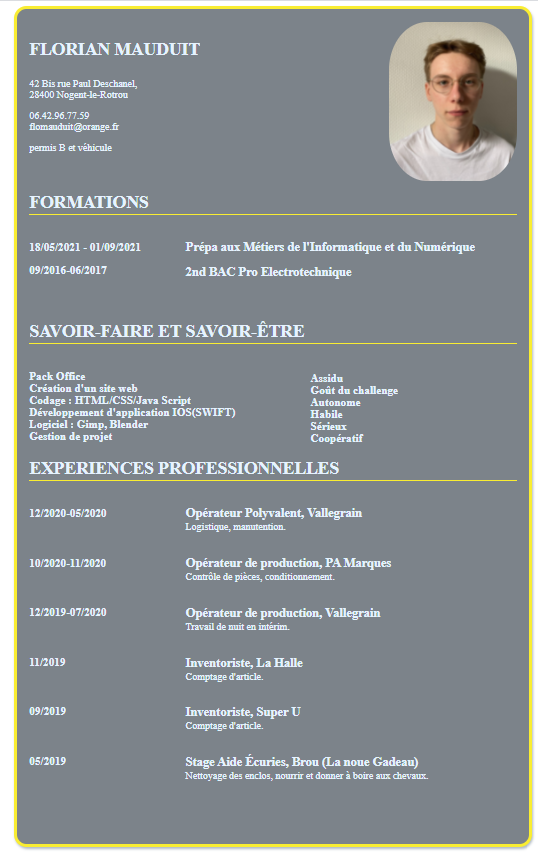 FLORIAN MAUDUIT
42 Bis rue Paul Deschanel,
28400 Nogent-le-Rotrou
06.42.96.77.59
flomauduit@orange.fr
permis B et véhicule
FORMATIONS
18/05/2021 - 01/09/2021 Prépa aux Métiers de l'Informatique et du Numérique
09/2016-06/2017 2nd BAC Pro Electrotechnique
SAVOIR-FAIRE ET SAVOIR-ÊTRE
Pack Office
Création d'un site web
Codage : HTML/CSS/Java Script
Développement d'application IOS(SWIFT)
Logiciel : Gimp, Blender
Gestion de projet
Assidu
Goût du challenge
Autonome
Habile
Sérieux
Coopératif
EXPERIENCES PROFESSIONNELLES
12/2020-05/2020 Opérateur Polyvalent, Vallegrain
Logistique, manutention.
10/2020-11/2020 Opérateur de production, PA Marques
Contrôle de pièces, conditionnement.
12/2019-07/2020 Opérateur de production, Vallegrain
Travail de nuit en intérim.
11/2019 Inventoriste, La Halle
Comptage d'article.
09/2019 Inventoriste, Super U
Comptage d'article.
05/2019 Stage Aide Écuries, Brou (La noue Gadeau)
Nettoyage des enclos, nourrir et donner à boire aux chevaux.